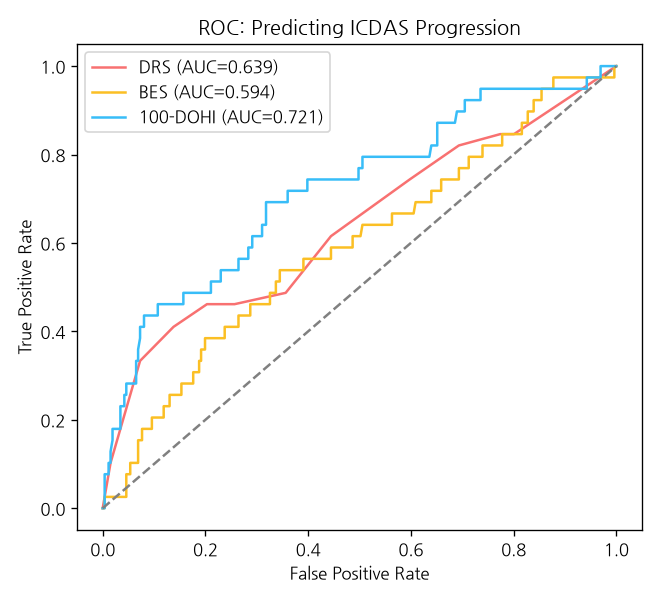 ROC: Predicting ICDAS Progression
DRS (AUC=0.639)
BES (AUC=0.594)
100-DOHI (AUC=0.721)
True Positive Rate
1.0
0.8
0.6
0.4
0.2
0.0
0.0 0.2 0.4 0.6 0.8 1.0
False Positive Rate